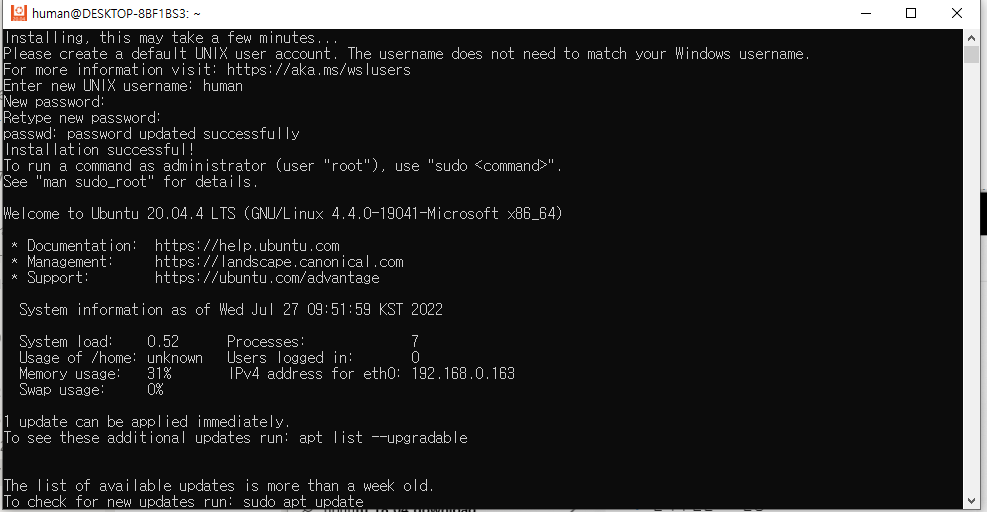 human@DESKTOP-8BF1BS3: ~
Installing, this may take a few minutes...
Please create a default UNIX user account. The username does not need to match your Windows username.
For more information visit: https://aka.ms/wslusers
Enter new UNIX username: human
New password:
Retype new password:
passwd: password updated successfully
Installation successful!
To run a command as administrator (user "root"), use "sudo <command>".
See "man sudo_root" for details.
Welcome to Ubuntu 20.04.4 LTS (GNU/Linux 4.4.0-19041-Microsoft x86_64)
* Documentation: https://help.ubuntu.com
* Management: https://landscape.canonical.com
* Support: https://ubuntu.com/advantage
System information as of Wed Jul 27 09:51:59 KST 2022
System load: 0.52 Processes: 7
Usage of /home: unknown Users logged in: 0
Memory usage: 31% IPv4 address for eth0: 192.168.0.163
Swap usage: 0%
1 update can be applied immediately.
To see these additional updates run: apt list --upgradable
The list of available updates is more than a week old.
To check for new updates run: sudo apt update